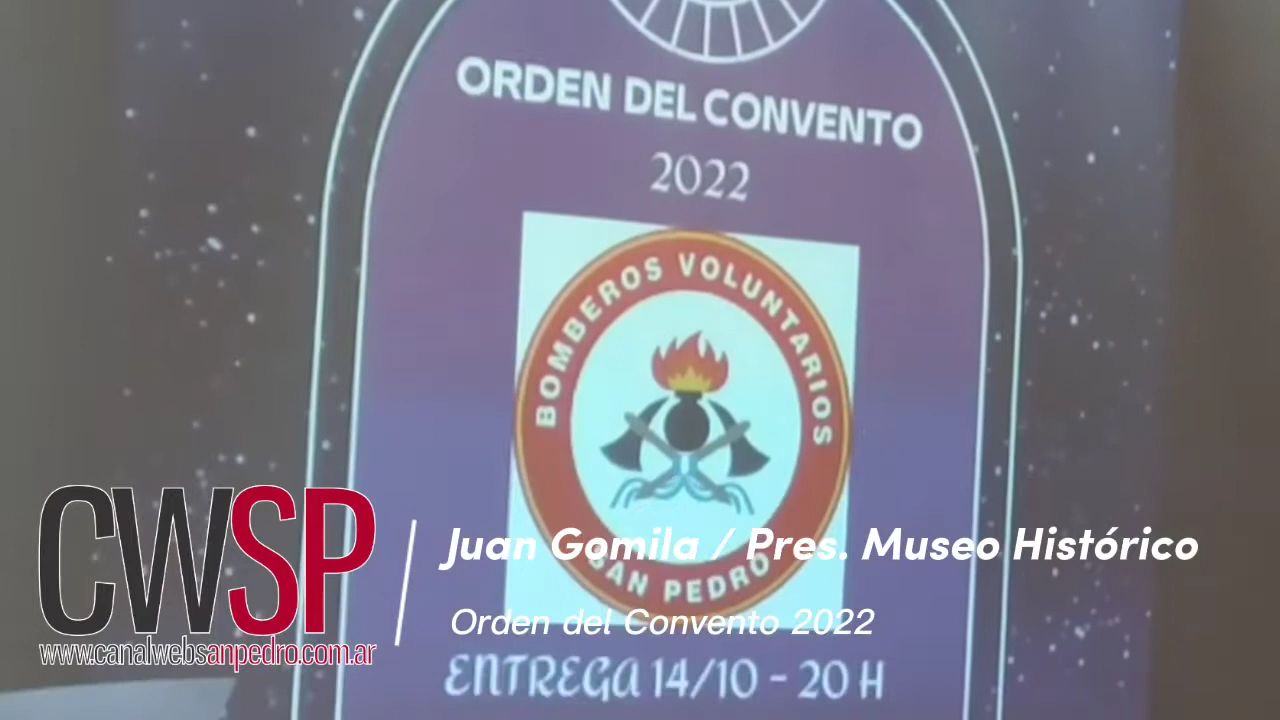 ORDEN DEL CONVENTO
2022
BOMBEROS VOLUNTARIOS
SAN PEDRO
CWSP
www.canalwebsanpedro.com.ar
Juan Gomila / Pres. Museo Histórico
Orden del Convento 2022
ENTREGA 14/10 - 20 H